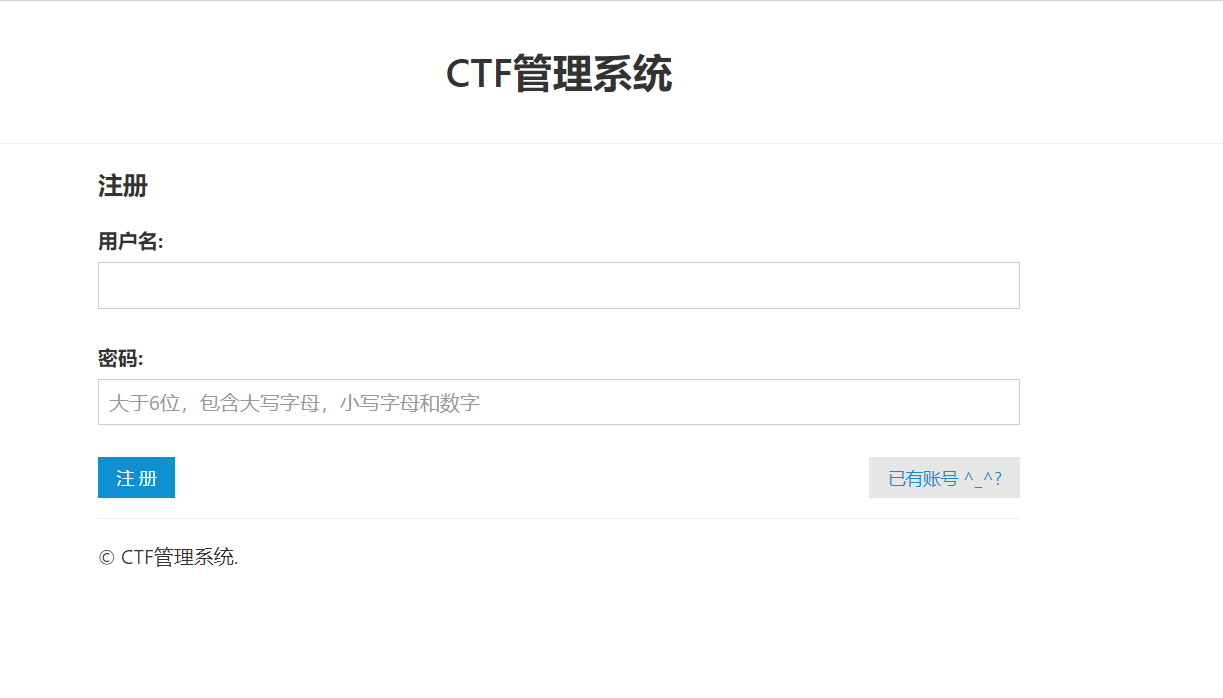 CTF管理系统
注册
用户名:
密码:
大于6位，包含大写字母，小写字母和数字
注 册
已有账号 ^_^?
© CTF管理系统.